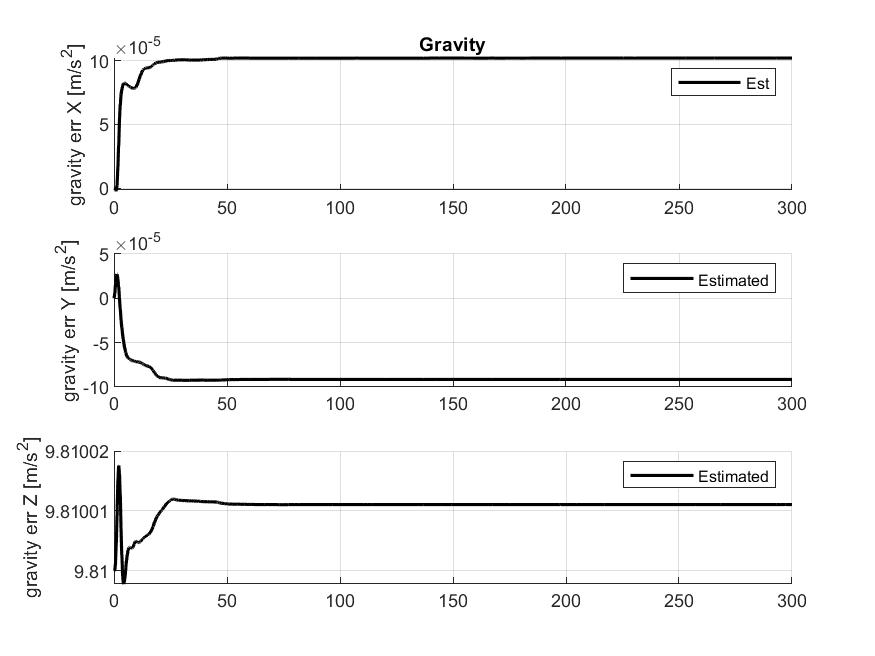 Gravity
×10-5
gravity err X [m/s2]
10
5
0
Est
0 50 100 150 200 250 300
×10-5
gravity err Y [m/s2]
5
0
-5
-10
Estimated
0 50 100 150 200 250 300
gravity err Z [m/s2]
9.81002
9.81001
9.81
Estimated
0 50 100 150 200 250 300